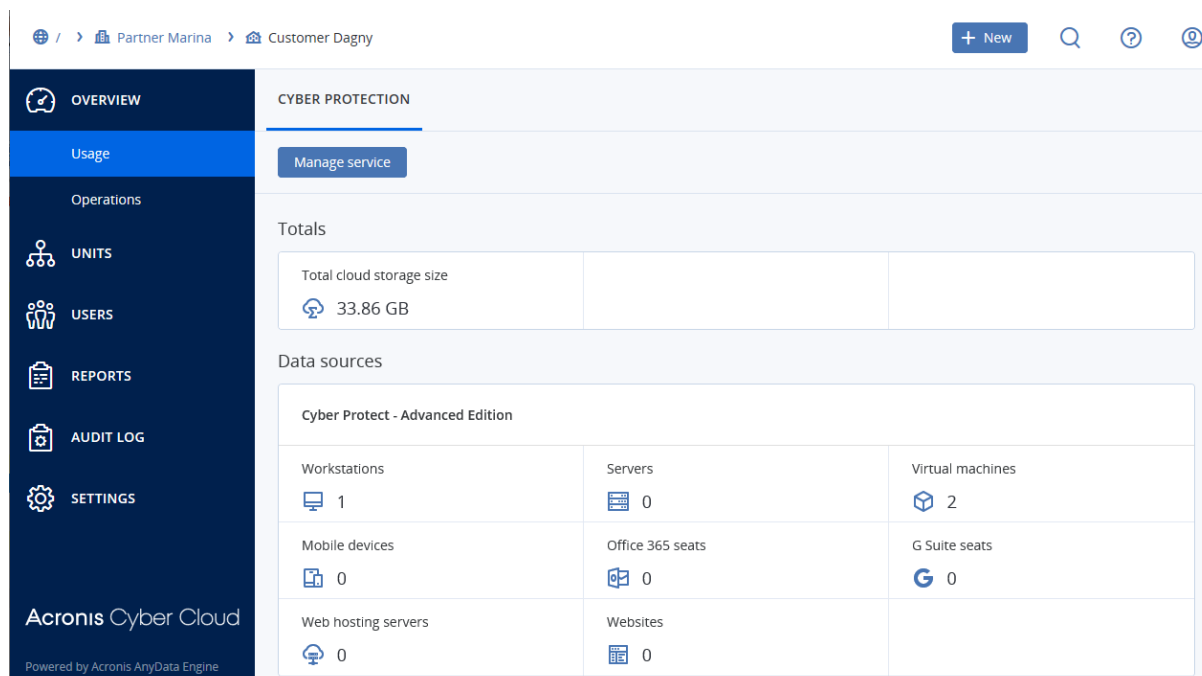 / > Partner Marina > Customer Dagny
+ New
OVERVIEW
Usage
Operations
UNITS
USERS
REPORTS
AUDIT LOG
SETTINGS
Acronis Cyber Cloud
Powered by Acronis AnyData Engine
CYBER PROTECTION
Manage service
Totals
Total cloud storage size
33.86 GB
Data sources
Cyber Protect - Advanced Edition
Workstations Servers Virtual machines
1 0 2
Mobile devices Office 365 seats G Suite seats
0 0 0
Web hosting servers Websites
0 0